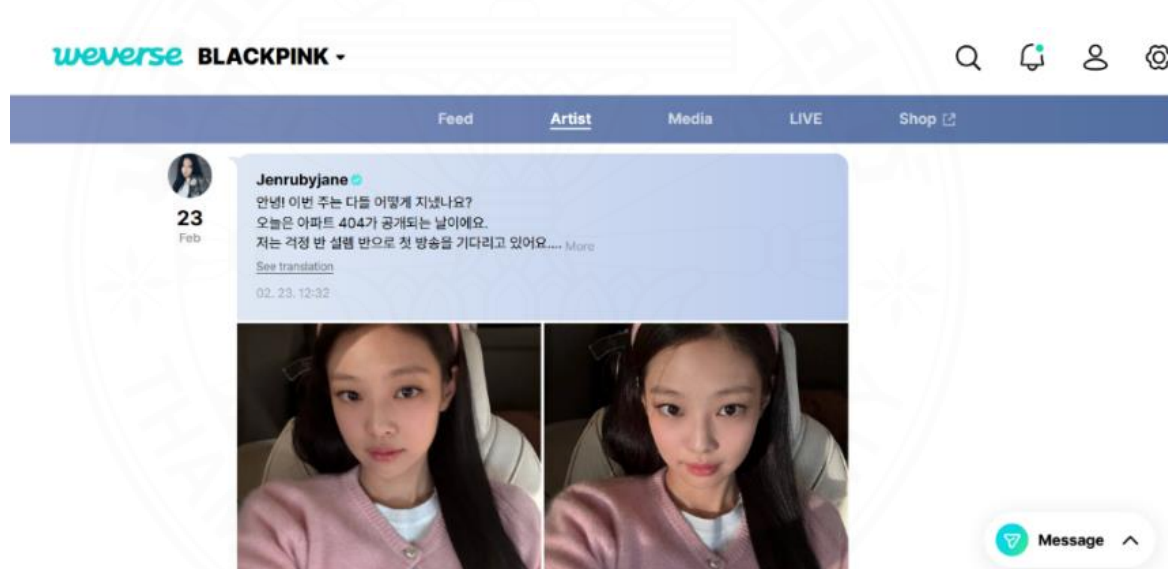 weverse BLACKPINK
Feed Artist Media LIVE Shop
Jenrubyjane
23
Feb
안녕! 이번 주는 다들 어떻게 지냈나요?
오늘은 아파트 404가 공개되는 날이에요.
저는 걱정 반 설렘 반으로 첫 방송을 기다리고 있어요.... More
See translation
02. 23. 12:32
Message